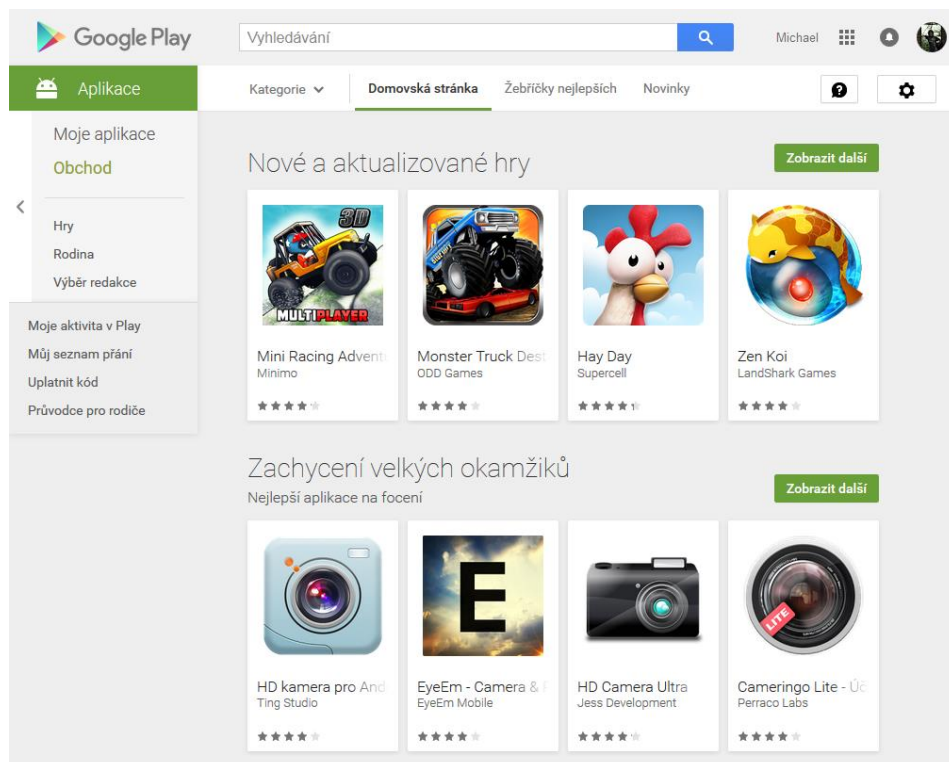 Google Play
Vyhledávání
Michael
Aplikace
Kategorie
Domovská stránka
Žebříčky nejlepších
Novinky
Moje aplikace
Obchod
Hry
Rodina
Výběr redakce
Moje aktivita v Play
Můj seznam přání
Uplatnit kód
Průvodce pro rodiče
Nové a aktualizované hry
Zobrazit další
3D
MULTIPLAYER
Mini Racing Advent
Minimo
Monster Truck Dest
ODD Games
Hay Day
Supercell
Zen Koi
LandShark Games
Zachycení velkých okamžiků
Nejlepší aplikace na focení
Zobrazit další
E
LITE
HD kamera pro And
Ting Studio
EyeEm - Camera &
EyeEm Mobile
HD Camera Ultra
Jess Development
Cameringo Lite - Úč
Perraco Labs